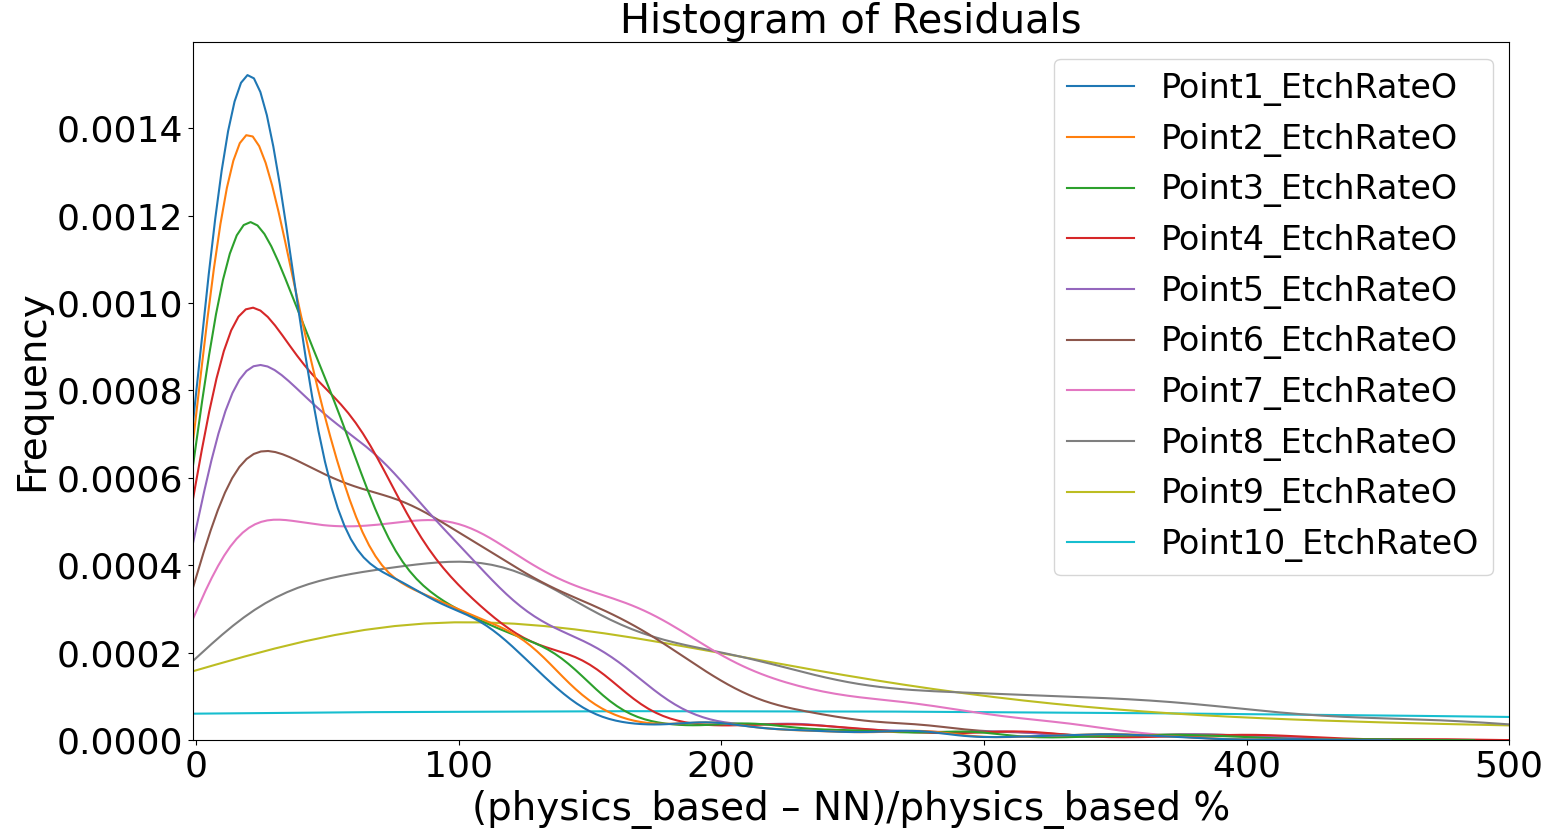 Histogram of Residuals
Frequency
0.0014
0.0012
0.0010
0.0008
0.0006
0.0004
0.0002
0.0000
Point1_EtchRateO
Point2_EtchRateO
Point3_EtchRateO
Point4_EtchRateO
Point5_EtchRateO
Point6_EtchRateO
Point7_EtchRateO
Point8_EtchRateO
Point9_EtchRateO
Point10_EtchRateO
0 100 200 300 400 500
(physics_based – NN)/physics_based %